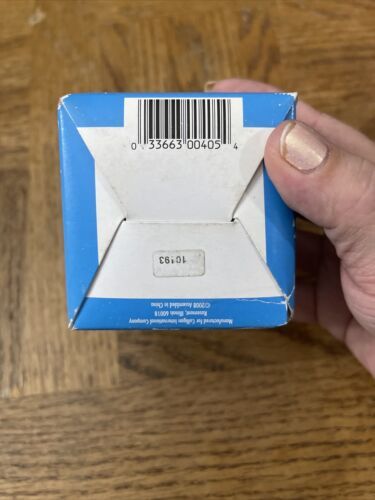 0 33663 00405 4
10193
Manufactured for Culligan International Company
Rosemont, Illinois 60018
©2008 Assembled in China